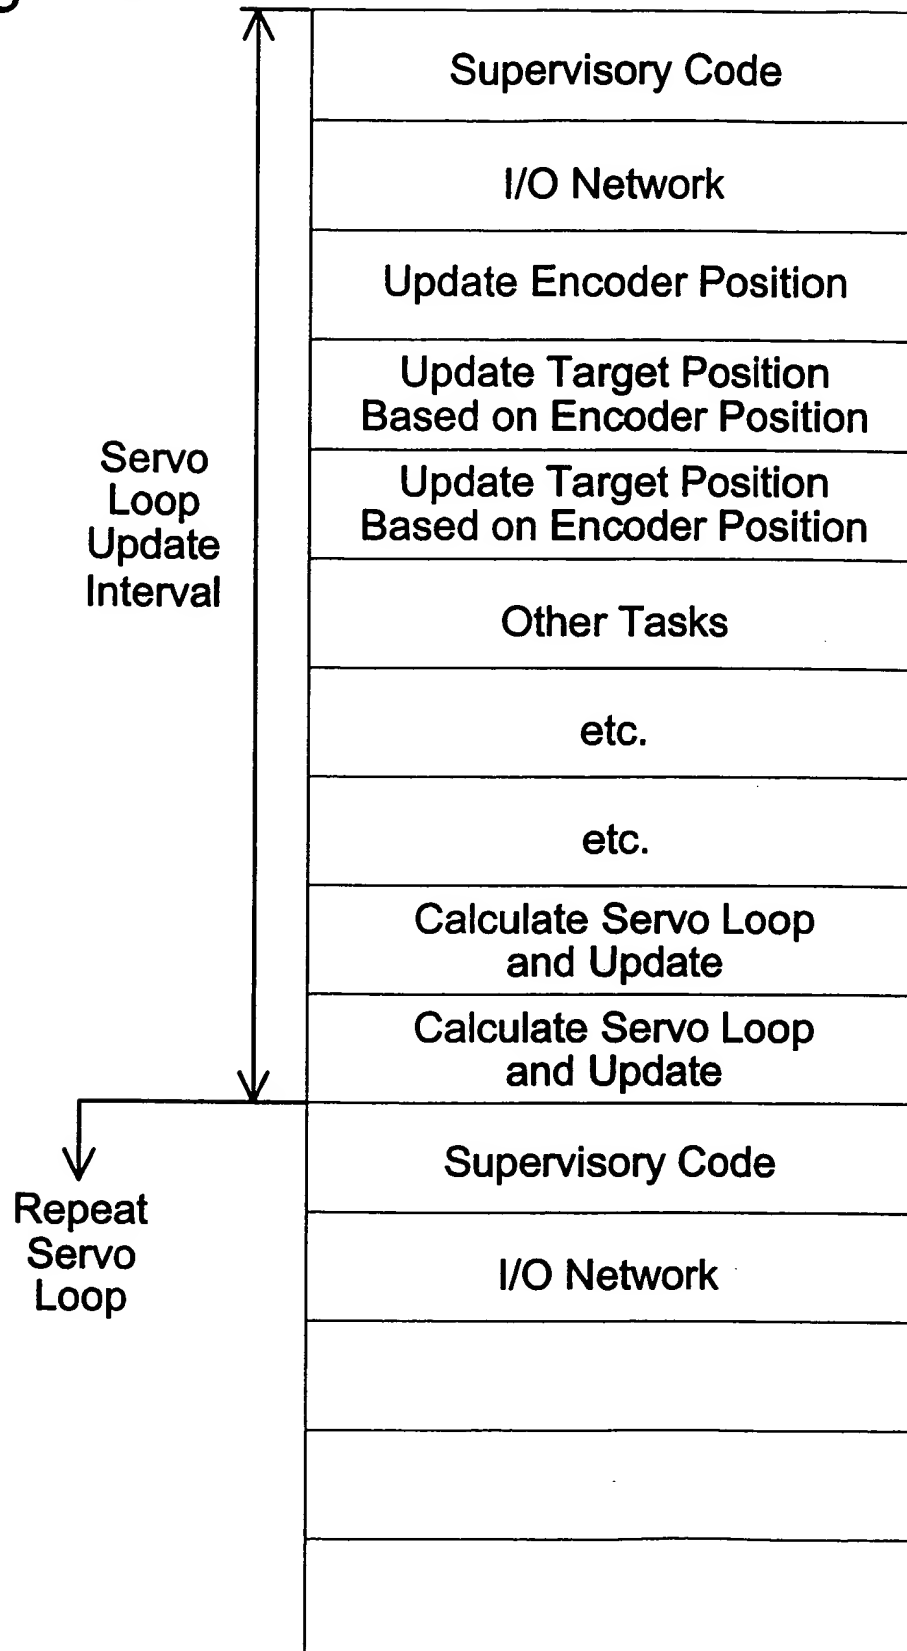 Supervisory Code
I/O Network
Update Encoder Position
Update Target Position
Based on Encoder Position
Update Target Position
Based on Encoder Position
Servo
Loop
Update
Interval
Other Tasks
etc.
etc.
Calculate Servo Loop
and Update
Calculate Servo Loop
and Update
Supervisory Code
Repeat
Servo
Loop
I/O Network